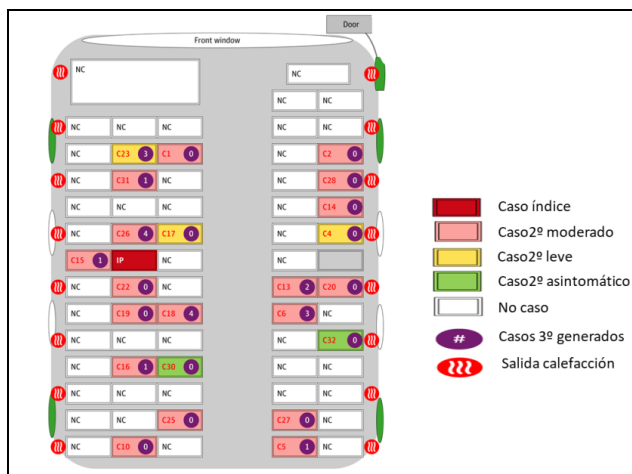 Door
Front window
NC NC
NC NC
NC NC NC NC NC
NC C23 3 C1 0 NC C2 0
NC C31 1 NC NC C28 0
NC NC NC NC C14 0
NC C26 4 C17 0 NC C4 0
C15 1 IP NC NC
NC C22 0 NC C13 2 C20 0
NC C19 0 C18 4 C6 3 NC
NC NC NC NC C32 0
NC C16 1 C30 0 NC NC
NC NC NC NC NC
NC NC C25 0 C27 0 NC
NC C10 0 NC C5 1 NC
Caso índice
Caso2º moderado
Caso2º leve
Caso2º asintomático
No caso
# Casos 3º generados
Salida calefacción